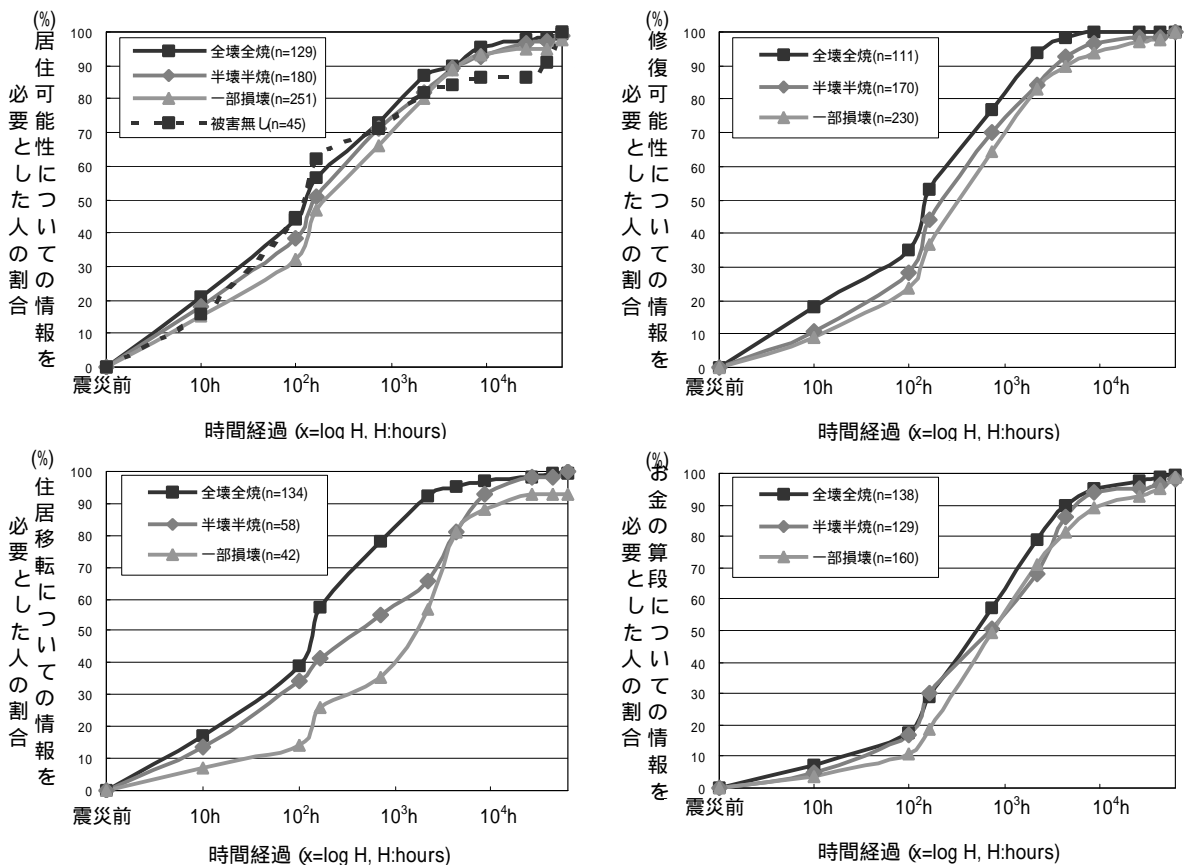 (%)
居住可能性についての情報を
必要とした人の割合
100
90
80
70
60
50
40
30
20
10
0
全壊全焼(n=129)
半壊半焼(n=180)
一部損壊(n=251)
被害無し(n=45)
震災前 10h 10²h 10³h 10⁴h
時間経過 (x=log H, H:hours)
(%)
修復可能性についての情報を
必要とした人の割合
100
90
80
70
60
50
40
30
20
10
0
全壊全焼(n=111)
半壊半焼(n=170)
一部損壊(n=230)
震災前 10h 10²h 10³h 10⁴h
時間経過 (x=log H, H:hours)
(%)
住居移転についての情報を
必要とした人の割合
100
90
80
70
60
50
40
30
20
10
0
全壊全焼(n=134)
半壊半焼(n=58)
一部損壊(n=42)
震災前 10h 10²h 10³h 10⁴h
時間経過 (x=log H, H:hours)
(%)
お金の算段についての情報を
必要とした人の割合
100
90
80
70
60
50
40
30
20
10
0
全壊全焼(n=138)
半壊半焼(n=129)
一部損壊(n=160)
震災前 10h 10²h 10³h 10⁴h
時間経過 (x=log H, H:hours)